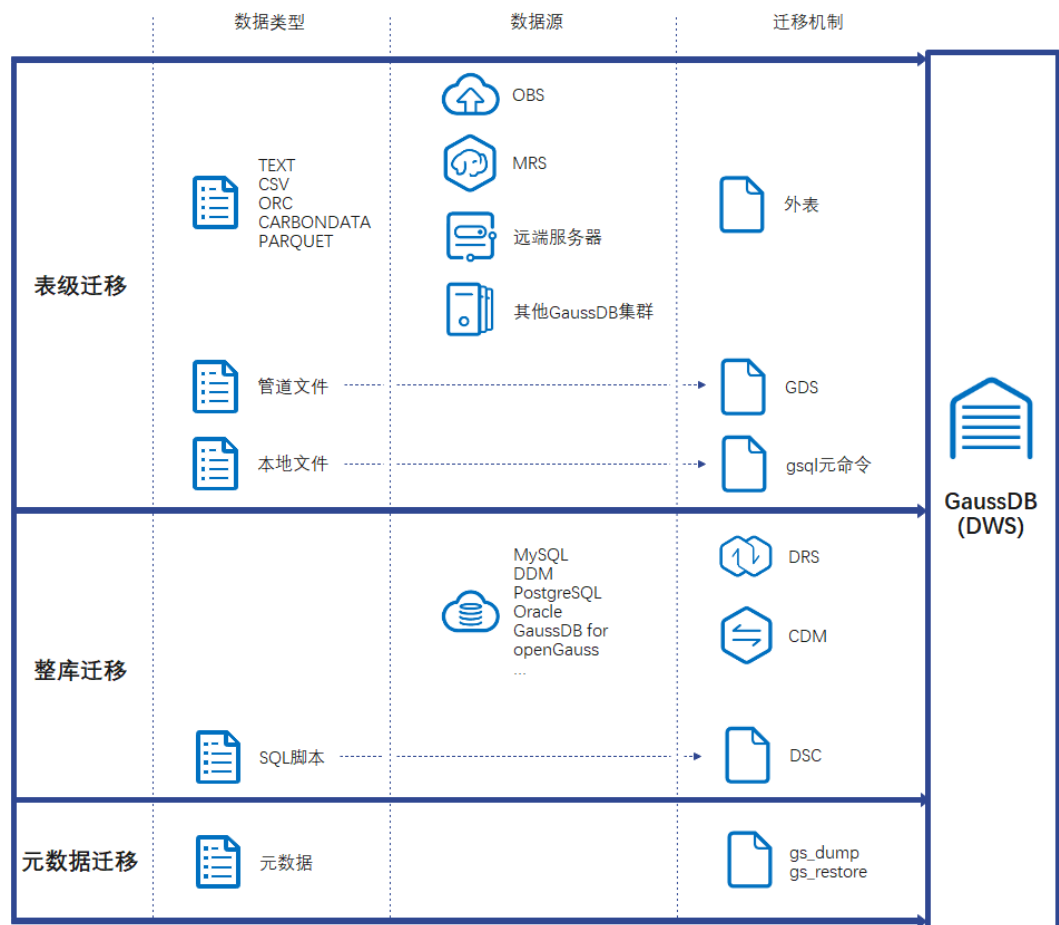 数据类型
数据源
迁移机制
表级迁移
TEXT
CSV
ORC
CARBONDATA
PARQUET
OBS
MRS
远端服务器
其他GaussDB集群
外表
管道文件
GDS
本地文件
gsql元命令
整库迁移
MySQL
DDM
PostgreSQL
Oracle
GaussDB for
openGauss
...
DRS
CDM
SQL脚本
DSC
元数据迁移
元数据
gs_dump
gs_restore
GaussDB
(DWS)